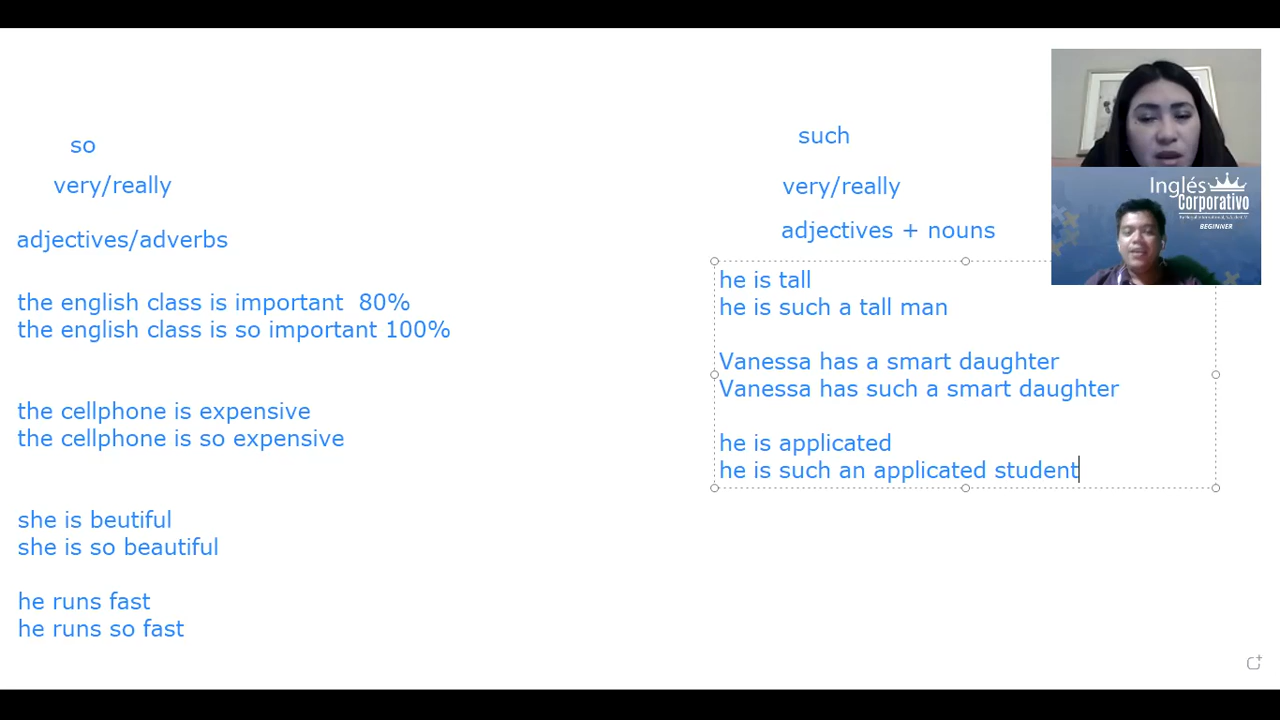 so
very/really
adjectives/adverbs
the english class is important 80%
the english class is so important 100%
the cellphone is expensive
the cellphone is so expensive
she is beutiful
she is so beautiful
he runs fast
he runs so fast
such
very/really
adjectives + nouns
he is tall
he is such a tall man
Vanessa has a smart daughter
Vanessa has such a smart daughter
he is applicated
he is such an applicated student
Inglés
Corporativo
BEGINNER